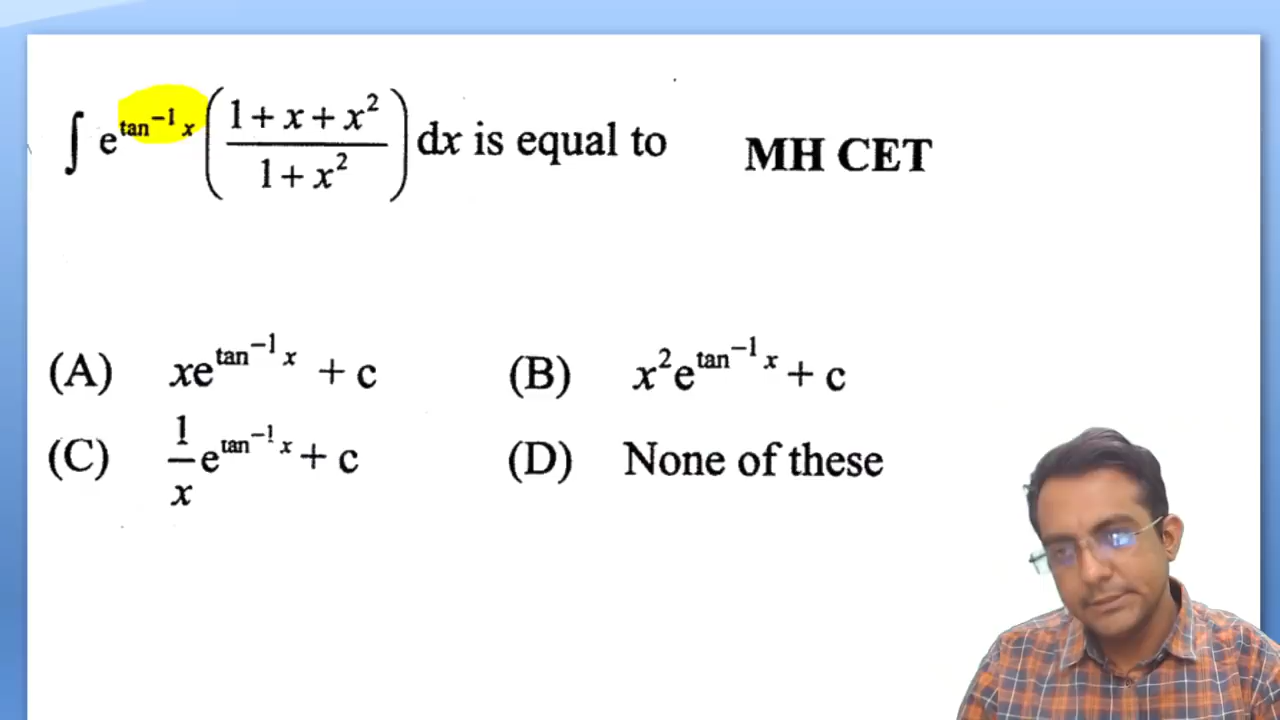 ∫ e^{tan⁻¹ x} ( (1 + x + x²) / (1 + x²) ) dx is equal to MH CET
(A) xe^{tan⁻¹ x} + c (B) x²e^{tan⁻¹ x} + c
(C) (1/x) e^{tan⁻¹ x} + c (D) None of these